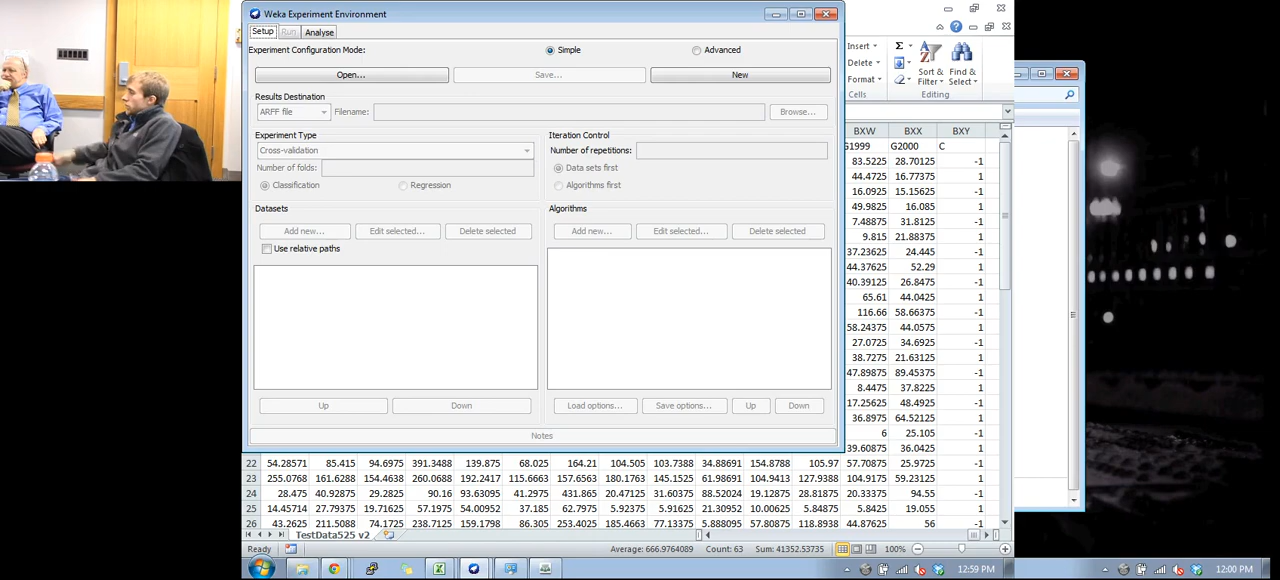 Weka Experiment Environment
Setup Run Analyse
Experiment Configuration Mode: Simple Advanced
Open... Save... New
Results Destination
ARFF file Filename: Browse...
Experiment Type Iteration Control
Cross-validation Number of repetitions:
Number of folds: Data sets first
Classification Regression Algorithms first
Datasets Algorithms
Add new... Edit selected... Delete selected Add new... Edit selected... Delete selected
Use relative paths
Up Down Load options... Save options... Up Down
Notes
Insert Σ
Delete Sort & Find &
Format Filter Select
Cells Editing
BXW BXX BXY
G1999 G2000 C
83.5225 28.70125 -1
44.4725 16.77375 1
16.0925 15.15625 -1
49.9825 16.085 1
7.48875 31.8125 -1
9.815 21.88375 1
37.23625 24.445 -1
44.37625 52.29 1
40.39125 26.8475 -1
65.61 44.0425 1
116.66 58.66375 -1
58.24375 44.0575 1
27.0725 34.6925 -1
38.7275 21.63125 1
47.89875 89.45375 -1
8.4475 37.8225 1
17.25625 48.4925 -1
36.8975 64.52125 1
6 25.105 -1
39.60875 36.0425 1
22 54.28571 85.415 94.6975 391.3488 139.875 68.025 164.21 104.505 103.7388 34.88691 154.8788 105.97 57.70875 25.9725 -1
23 255.0768 161.6288 154.4638 260.0688 192.2417 115.6663 157.6563 180.1763 145.1525 61.98691 104.9413 127.9388 104.9175 59.23125 1
24 28.475 40.92875 29.2825 90.16 93.63095 41.2975 431.865 20.47125 31.60375 88.52024 19.12875 28.81875 20.33375 94.55 -1
25 14.45714 27.79375 15.71625 57.1975 54.00952 37.185 62.7975 5.92375 5.91625 21.30952 10.00625 5.84875 5.8425 19.055 1
26 43.2625 211.5088 74.1725 238.7125 159.1798 86.305 253.4025 185.4663 77.13375 5.888095 57.80875 118.8938 44.87625 56 -1
TestData525 v2
Ready Average: 666.9764089 Count: 63 Sum: 41352.53735 100%
12:59 PM 12:00 PM